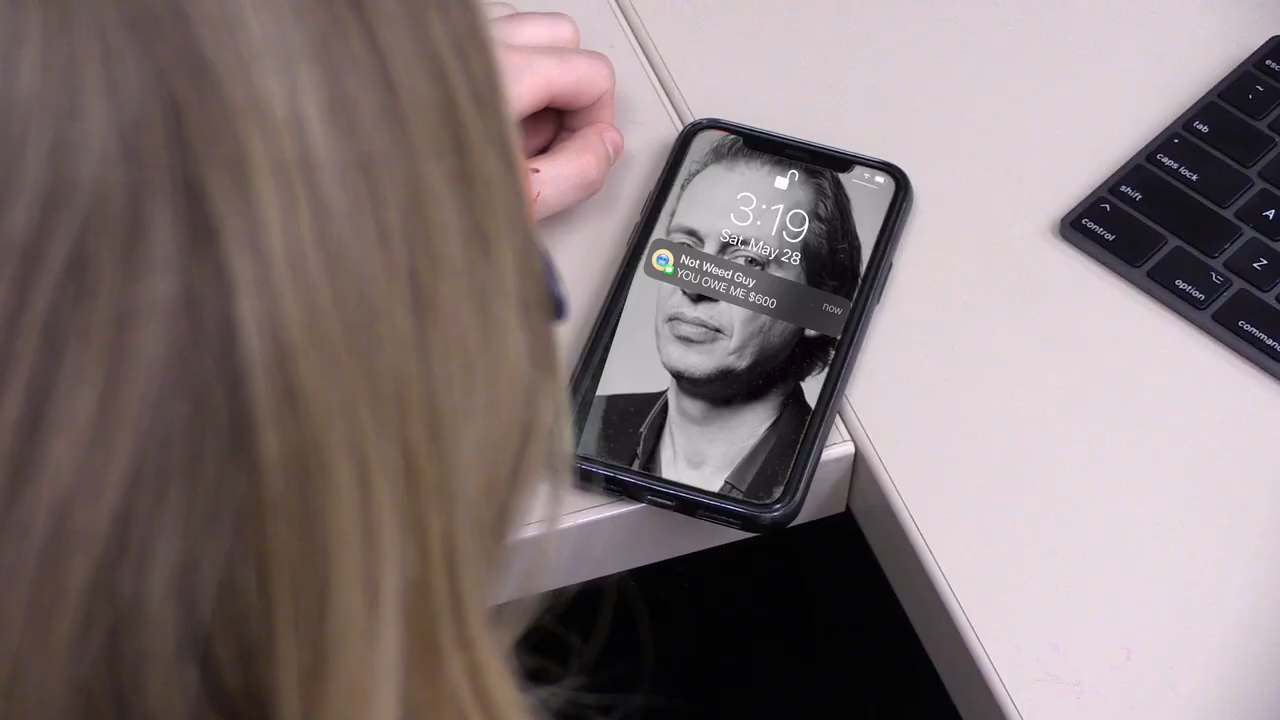 3:19
Sat, May 28
Not Weed Guy
YOU OWE ME $600
now
esc
~
tab
caps lock
A
shift
Z
^
control
option
command